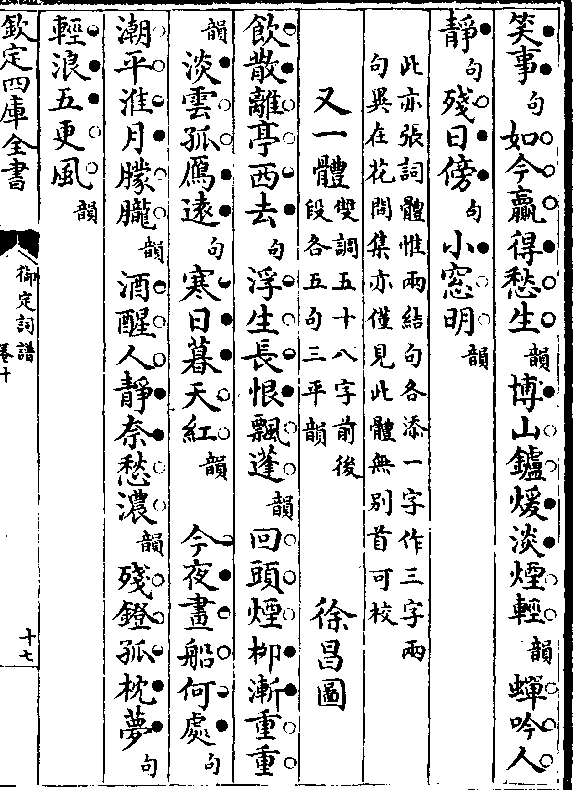 笑事句如今贏得愁生韻博山鑪煖淡煙輕韻蟬吟人
靜句殘日傍句小窓明韻
此亦張詞體惟兩結句各添一字作三字兩
句異在花間集亦僅見此體無別首可校
又一體雙調五十八字前後
段各五句三平韻
徐昌圖
飲散離亭西去句浮生長恨飄蓬韻回頭煙柳漸重重
韻淡雲孤鴈遠句寒日暮天紅韻 今夜畫船何處句
潮平淮月朦朧韻酒醒人靜奈愁濃韻殘鐙孤枕夢句
輕浪五更風韻
欽定四庫全書
御定詞譜
卷十
十七